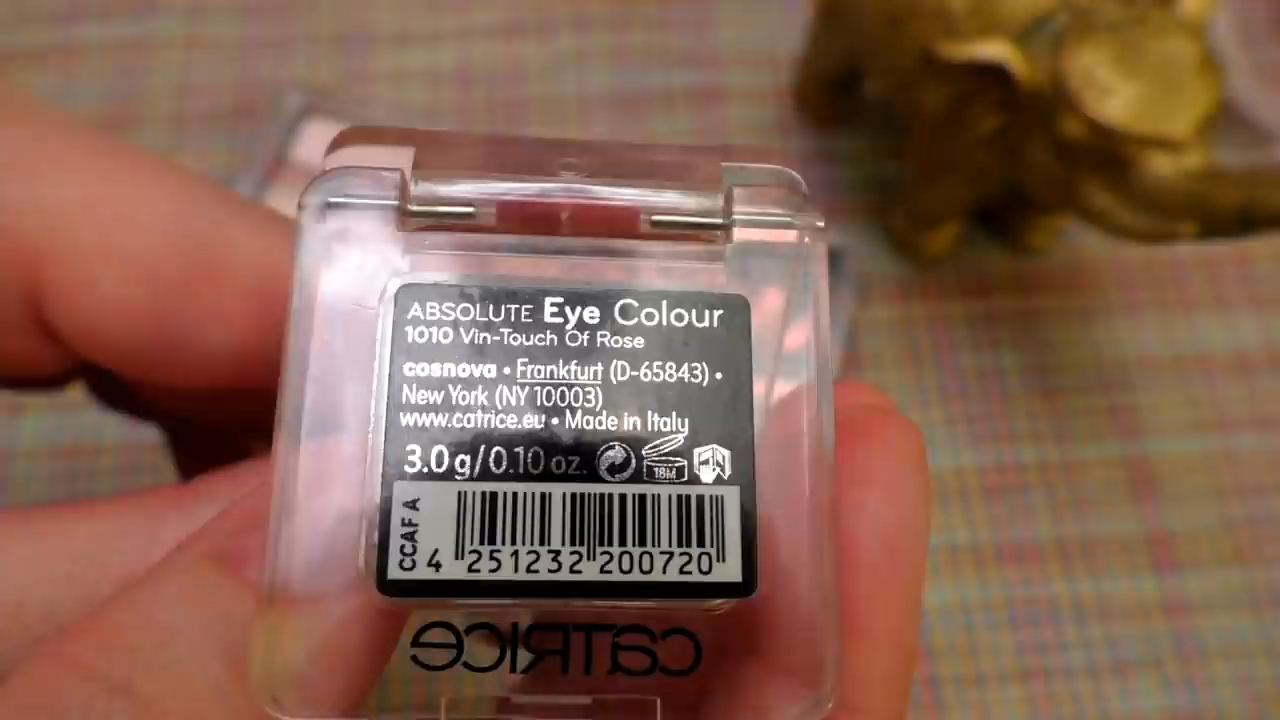 ABSOLUTE Eye Colour
1010 Vin-Touch Of Rose
cosnova • Frankfurt (D-65843) •
New York (NY 10003)
www.catrice.eu • Made in Italy
3.0 g/0.10 oz.
18M
CCAF A
4 251232 200720
CATRICE